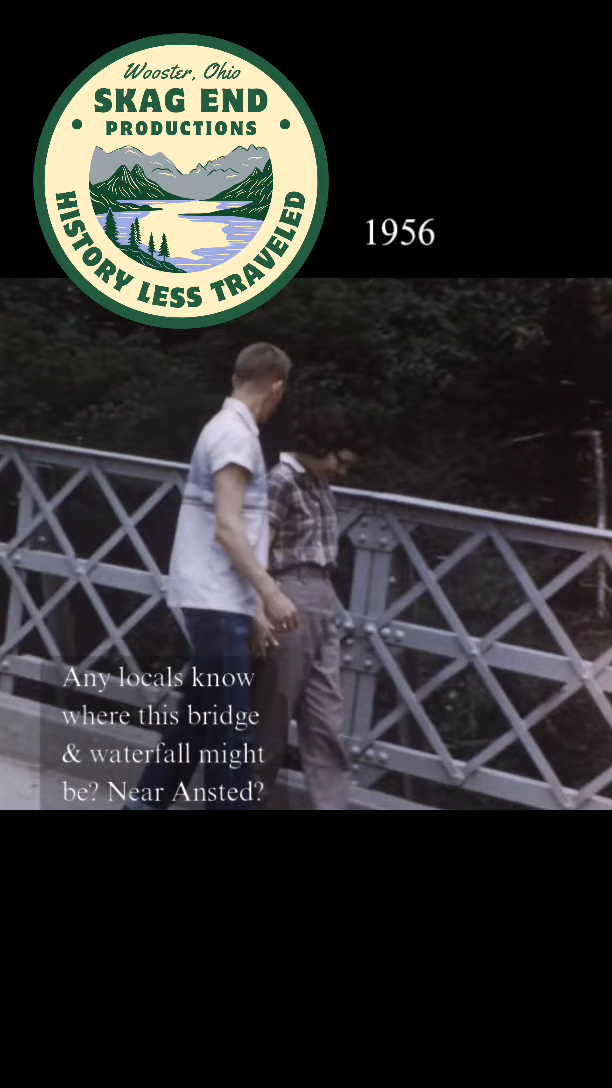 Wooster, Ohio
SKAG END
PRODUCTIONS
HISTORY LESS TRAVELED
1956
Any locals know
where this bridge
& waterfall might
be? Near Ansted?